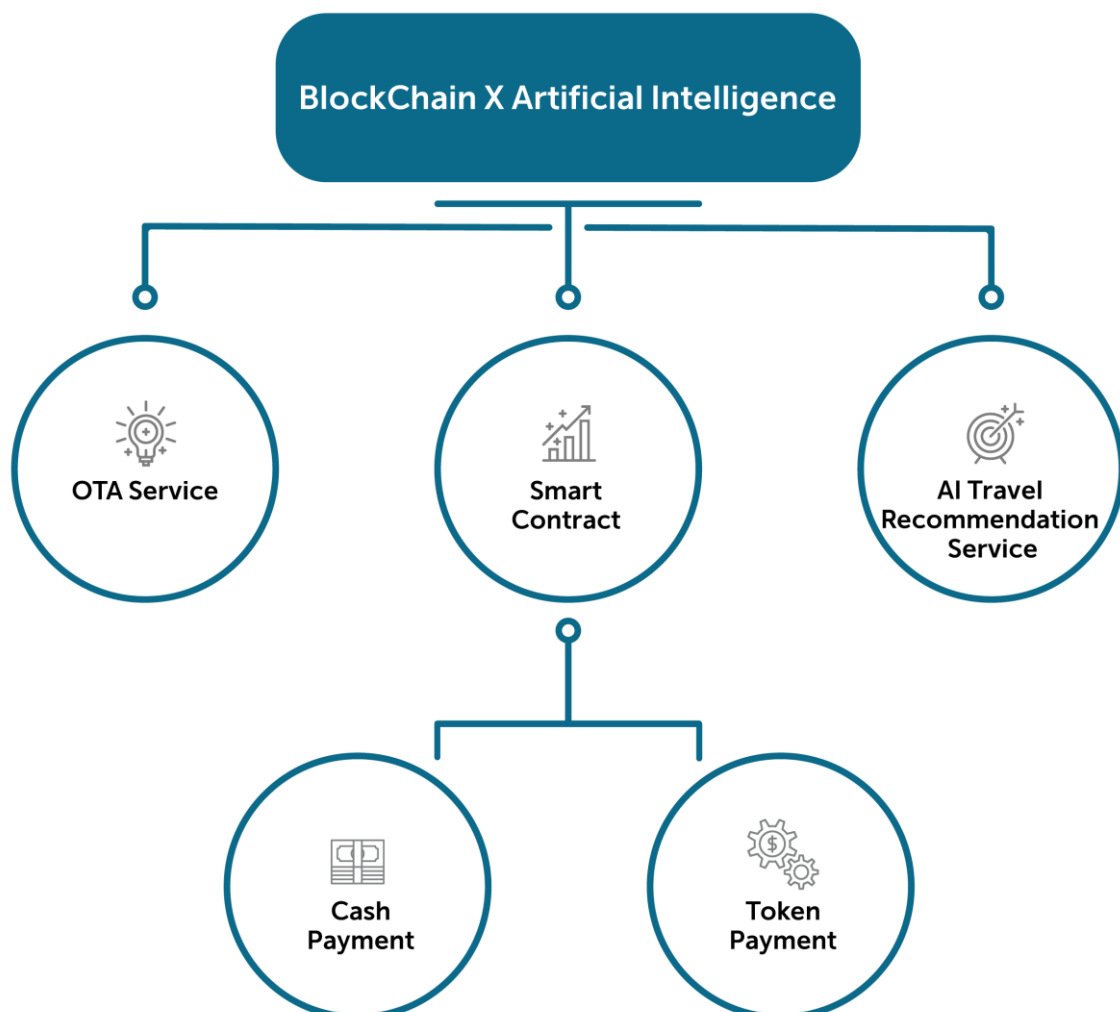 BlockChain X Artificial Intelligence
OTA Service
Smart
Contract
AI Travel
Recommendation
Service
Cash
Payment
Token
Payment